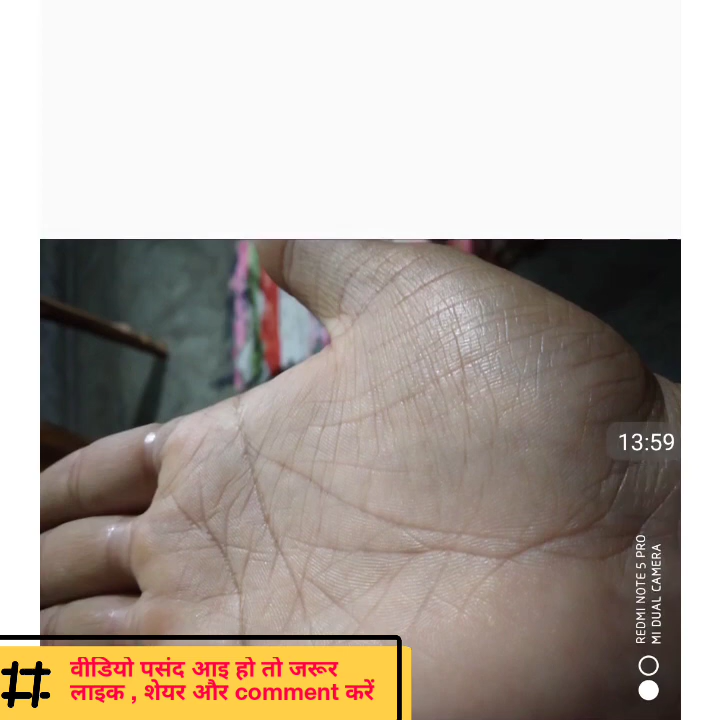 13:59
REDMI NOTE 5 PRO
MI DUAL CAMERA
# वीडियो पसंद आइ हो तो जरूर
लाइक , शेयर और comment करें